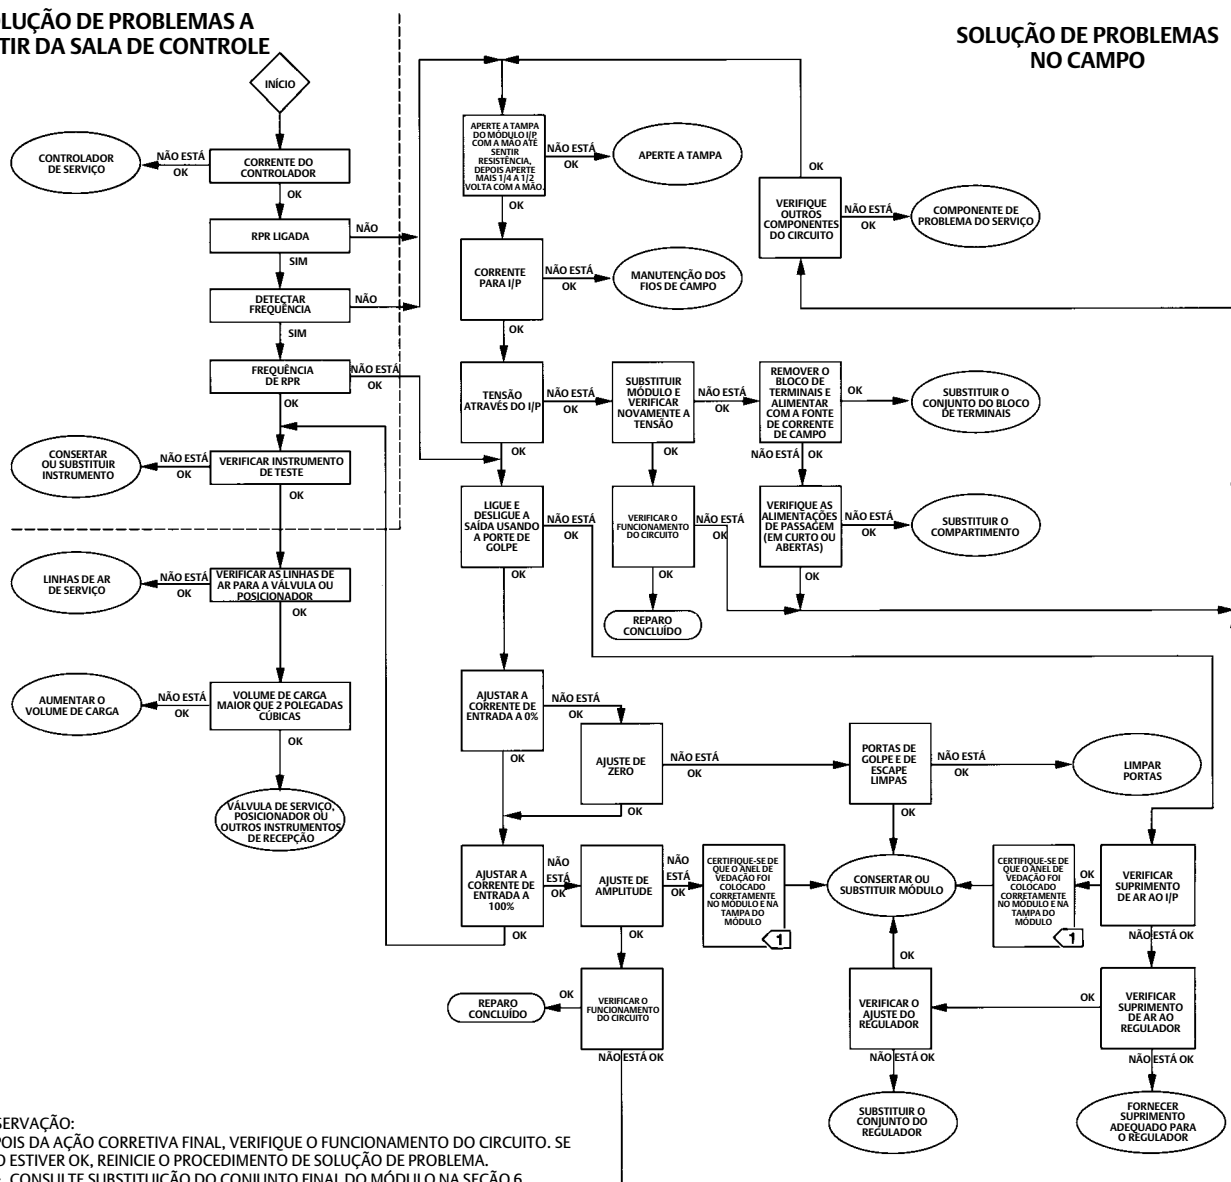 OLUÇÃO DE PROBLEMAS A
TIR DA SALA DE CONTROLE
SOLUÇÃO DE PROBLEMAS
NO CAMPO
INÍCIO
CONTROLADOR
DE SERVIÇO
NÃO ESTÁ
OK
CORRENTE DO
CONTROLADOR
OK
RPR LIGADA
NÃO
SIM
DETECTAR
FREQUÊNCIA
NÃO
SIM
FREQUÊNCIA
DE RPR
NÃO ESTÁ
OK
OK
CONSERTAR
OU SUBSTITUIR
INSTRUMENTO
NÃO ESTÁ
OK
VERIFICAR INSTRUMENTO
DE TESTE
OK
LINHAS DE AR
DE SERVIÇO
NÃO ESTÁ
OK
VERIFICAR AS LINHAS DE
AR PARA A VÁLVULA OU
POSICIONADOR
OK
AUMENTAR O
VOLUME DE CARGA
NÃO ESTÁ
OK
VOLUME DE CARGA
MAIOR QUE 2 POLEGADAS
CÚBICAS
OK
VÁLVULA DE SERVIÇO,
POSICIONADOR OU
OUTROS INSTRUMENTOS
DE RECEPÇÃO
APERTE A TAMPA
DO MÓDULO I/P
COM A MÃO ATÉ
SENTIR
RESISTÊNCIA,
DEPOIS APERTE
MAIS 1/4 A 1/2
VOLTA COM A MÃO.
NÃO ESTÁ
OK
APERTE A TAMPA
OK
CORRENTE
PARA I/P
NÃO ESTÁ
OK
MANUTENÇÃO DOS
FIOS DE CAMPO
OK
OK
VERIFIQUE
OUTROS
COMPONENTES
DO CIRCUITO
NÃO ESTÁ
OK
COMPONENTE DE
PROBLEMA DO SERVIÇO
TENSÃO
ATRAVÉS DO I/P
NÃO ESTÁ
OK
OK
SUBSTITUIR
MÓDULO E
VERIFICAR
NOVAMENTE A
TENSÃO
NÃO ESTÁ
OK
OK
REMOVER O
BLOCO DE
TERMINAIS E
ALIMENTAR
COM A FONTE
DE CORRENTE
DE CAMPO
OK
NÃO ESTÁ OK
SUBSTITUIR O
CONJUNTO DO BLOCO
DE TERMINAIS
LIGUE E
DESLIGUE A
SAÍDA USANDO
A PORTE DE
GOLPE
NÃO ESTÁ
OK
OK
VERIFICAR O
FUNCIONAMENTO
DO CIRCUITO
NÃO ESTÁ
OK
OK
REPARO
CONCLUÍDO
VERIFIQUE AS
ALIMENTAÇÕES
DE PASSAGEM
(EM CURTO OU
ABERTAS)
NÃO ESTÁ
OK
OK
SUBSTITUIR O
COMPARTIMENTO
AJUSTAR A
CORRENTE DE
ENTRADA A 0%
NÃO ESTÁ
OK
OK
AJUSTE DE
ZERO
NÃO ESTÁ
OK
OK
PORTAS DE
GOLPE E DE
ESCAPE
LIMPAS
NÃO ESTÁ
OK
OK
LIMPAR
PORTAS
AJUSTAR A
CORRENTE DE
ENTRADA A
100%
NÃO
ESTÁ
OK
OK
AJUSTE DE
AMPLITUDE
NÃO
ESTÁ
OK
OK
CERTIFIQUE-SE DE
QUE O ANEL DE
VEDAÇÃO FOI
COLOCADO
CORRETAMENTE
NO MÓDULO E NA
TAMPA DO
MÓDULO
1
CONSERTAR OU
SUBSTITUIR MÓDULO
CERTIFIQUE-SE DE
QUE O ANEL DE
VEDAÇÃO FOI
COLOCADO
CORRETAMENTE
NO MÓDULO E NA
TAMPA DO
MÓDULO
1
OK
VERIFICAR
SUPRIMENTO
DE AR AO I/P
NÃO ESTÁ OK
REPARO
CONCLUÍDO
OK
VERIFICAR O
FUNCIONAMENTO
DO CIRCUITO
NÃO ESTÁ OK
OK
VERIFICAR O
AJUSTE DO
REGULADOR
NÃO ESTÁ OK
OK
VERIFICAR
SUPRIMENTO
DE AR AO
REGULADOR
NÃO ESTÁ OK
SUBSTITUIR O
CONJUNTO DO
REGULADOR
FORNECER
SUPRIMENTO
ADEQUADO PARA
O REGULADOR
SERVAÇÃO:
POIS DA AÇÃO CORRETIVA FINAL, VERIFIQUE O FUNCIONAMENTO DO CIRCUITO. SE
O ESTIVER OK, REINICIE O PROCEDIMENTO DE SOLUÇÃO DE PROBLEMA.
CONSULTE SUBSTITUIÇÃO DO CONJUNTO FINAL DO MÓDULO NA SEÇÃO 6